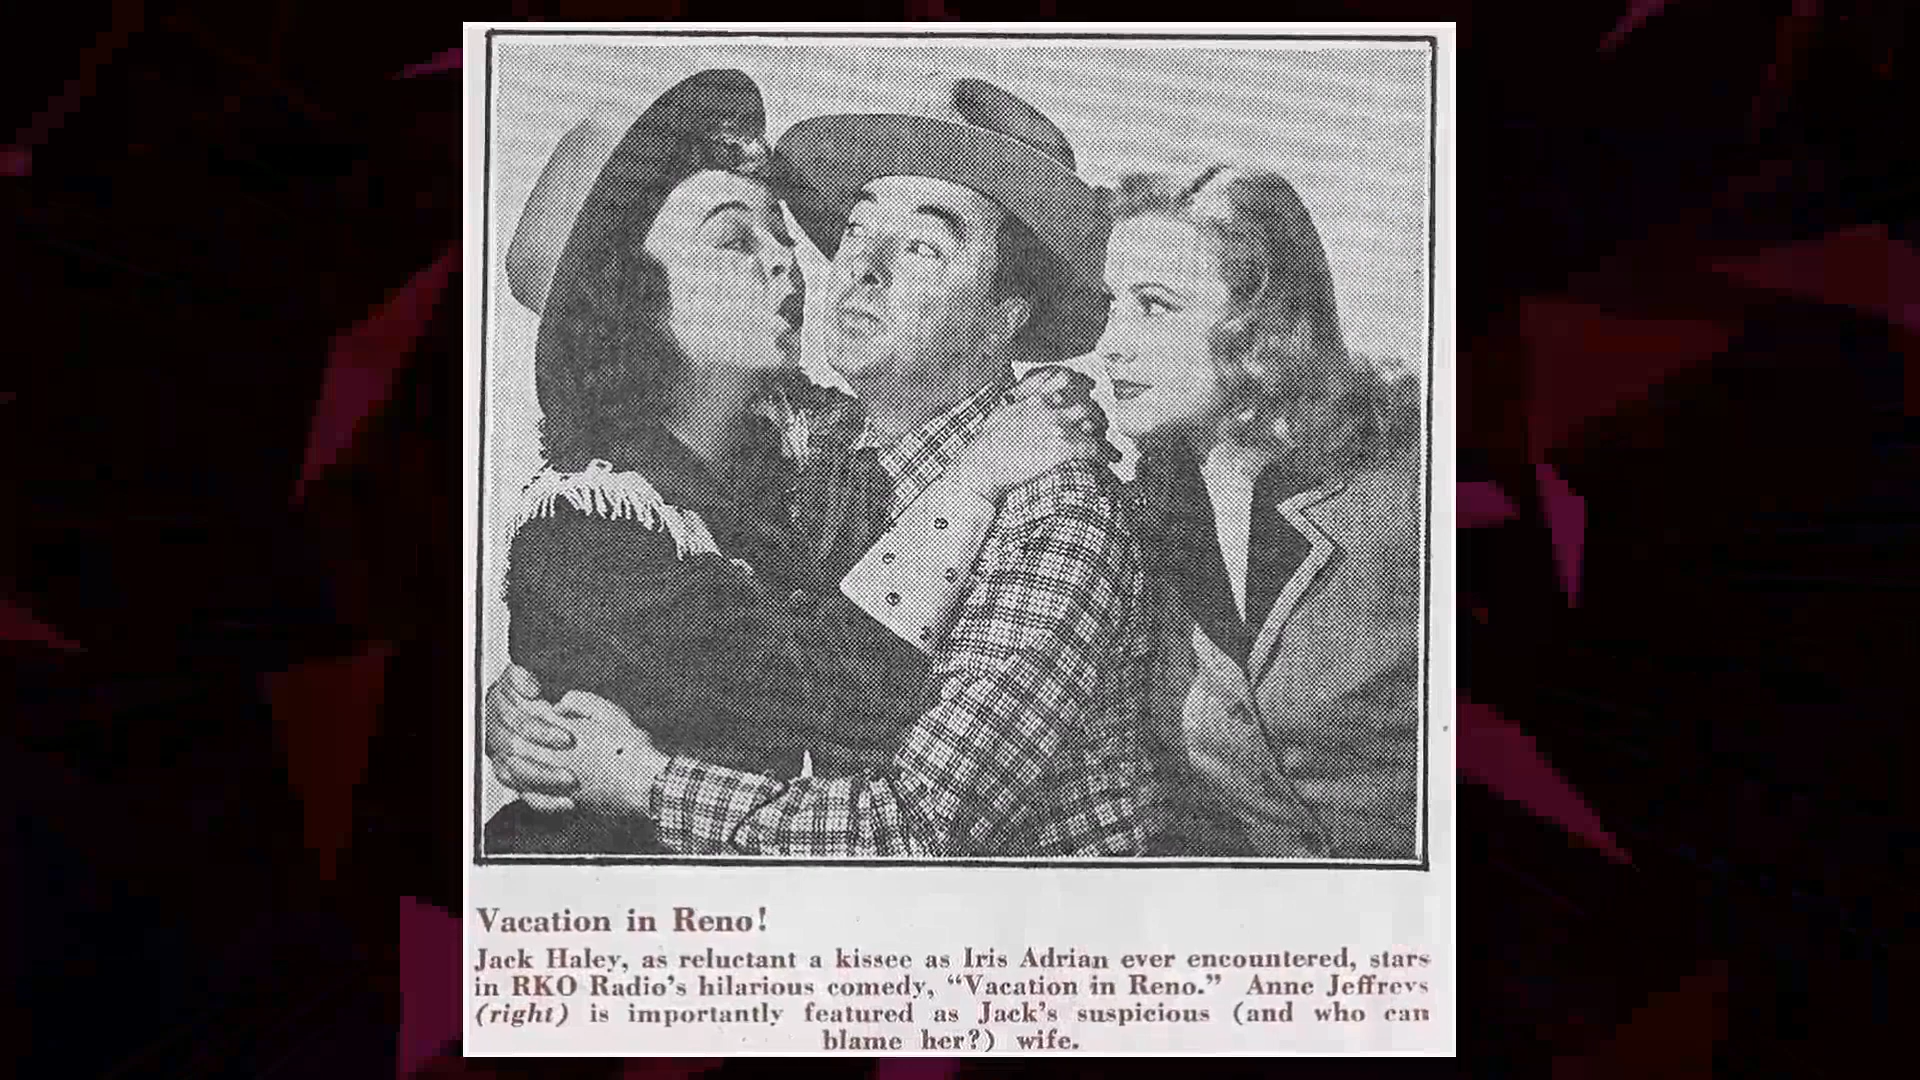 Vacation in Reno!
Jack Haley, as reluctant a kissee as Iris Adrian ever encountered, stars
in RKO Radio's hilarious comedy, “Vacation in Reno.” Anne Jeffreys
(right) is importantly featured as Jack's suspicious (and who can
blame her?) wife.